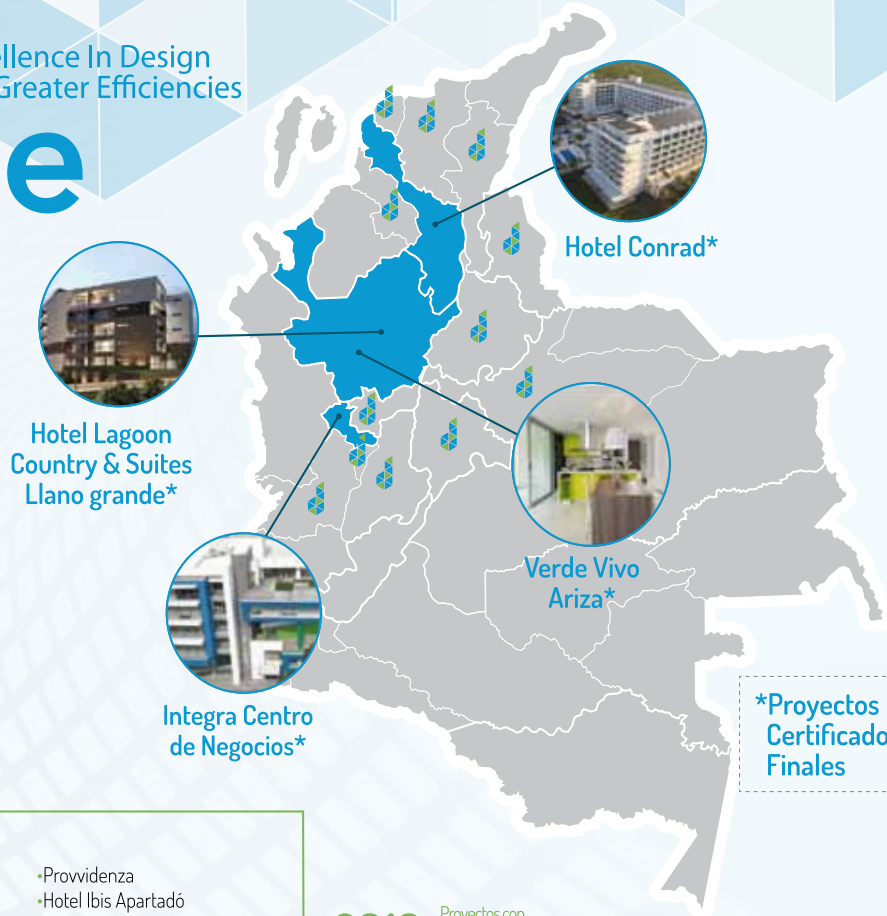 ellence In Design
Greater Efficiencies
e
Hotel Conrad*
Hotel Lagoon
Country & Suites
Llano grande*
Verde Vivo
Ariza*
Integra Centro
de Negocios*
*Proyectos
Certificado
Finales
•Provvidenza
•Hotel Ibis Apartadó
Proyectos con